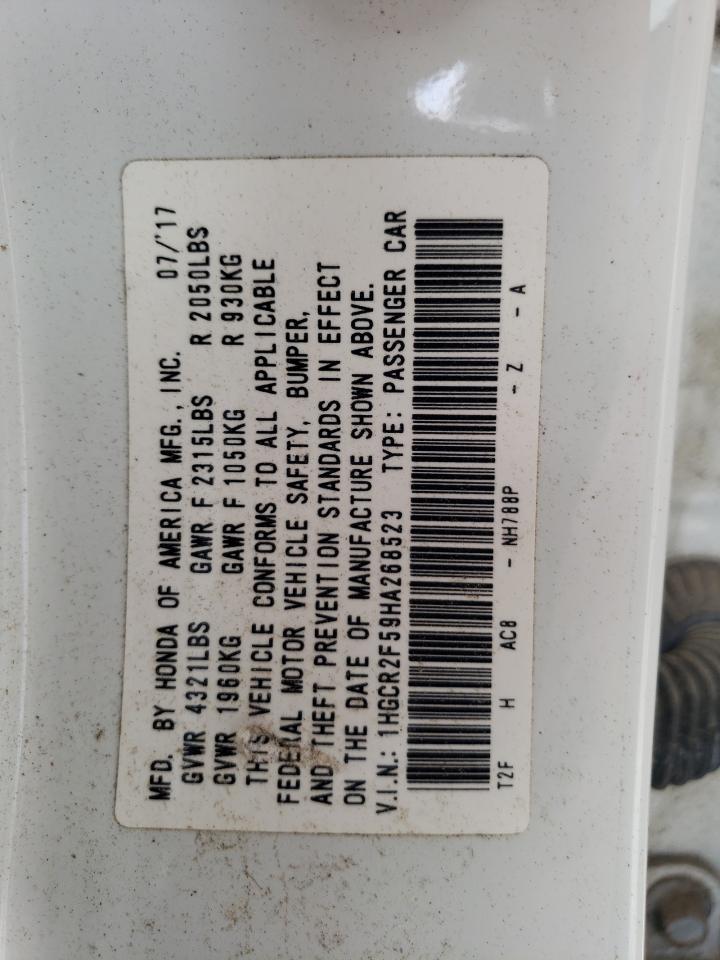 MFD. BY HONDA OF AMERICA MFG., INC. 07/'17
GVWR 4321LBS GAWR F 2315LBS R 2050LBS
GVWR 1960KG GAWR F 1050KG R 930KG
THIS VEHICLE CONFORMS TO ALL APPLICABLE
FEDERAL MOTOR VEHICLE SAFETY, BUMPER,
AND THEFT PREVENTION STANDARDS IN EFFECT
ON THE DATE OF MANUFACTURE SHOWN ABOVE.
V.I.N.: 1HGCR2F59HA268523 TYPE: PASSENGER CAR
T2F H AC8 - NH788P - Z - A